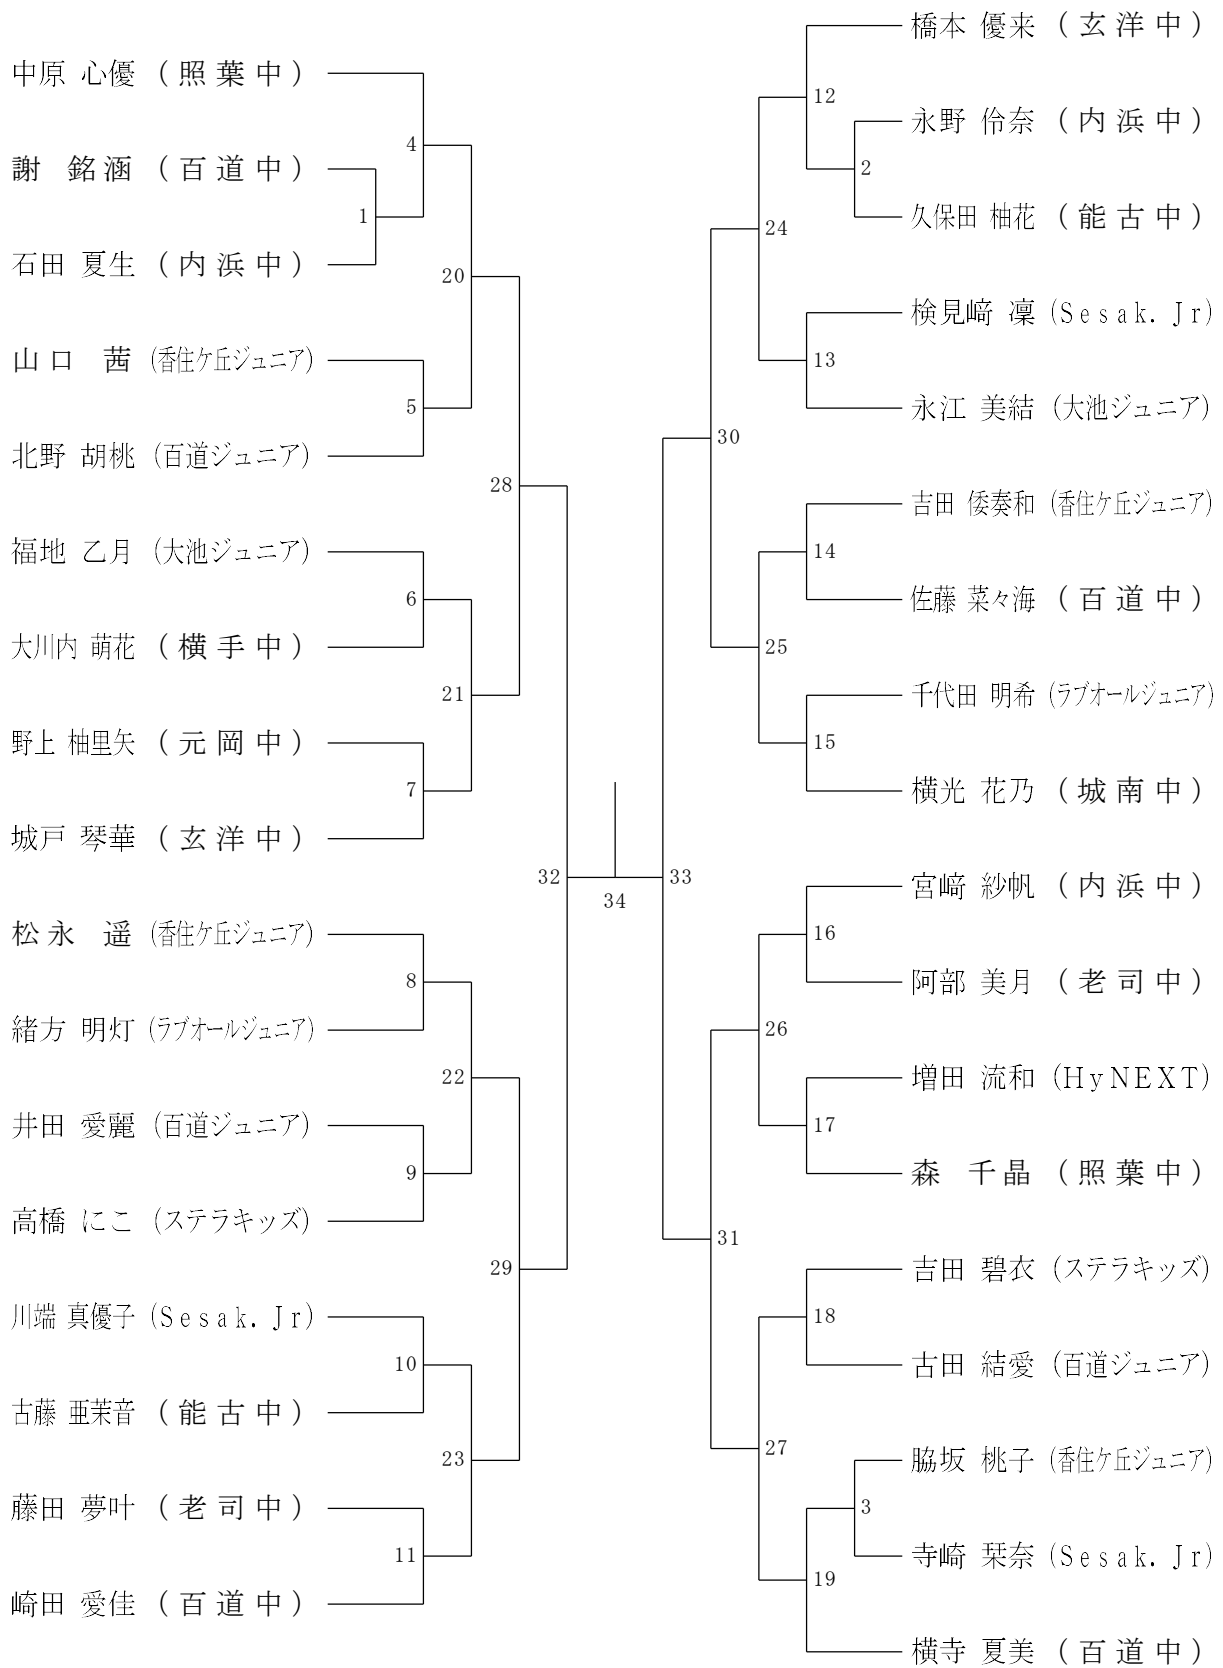 中原 心優 (照葉中)
謝 銘涵 (百道中)
石田 夏生 (内浜中)
山口 茜 (香住ケ丘ジュニア)
北野 胡桃 (百道ジュニア)
福地 乙月 (大池ジュニア)
大川内 萌花 (横手中)
野上 柚里矢 (元岡中)
城戸 琴華 (玄洋中)
松永 遥 (香住ケ丘ジュニア)
緒方 明灯 (ラブオールジュニア)
井田 愛麗 (百道ジュニア)
高橋 にこ (ステラキッズ)
川端 真優子 (Sesak. Jr)
古藤 亜茉音 (能古中)
藤田 夢叶 (老司中)
崎田 愛佳 (百道中)
1
4
5
6
7
8
9
10
11
20
21
22
23
28
29
32
34
33
30
31
24
25
26
27
12
13
14
15
16
17
18
19
2
3
橋本 優来 (玄洋中)
永野 伶奈 (内浜中)
久保田 柚花 (能古中)
検見﨑 凜 (Sesak. Jr)
永江 美結 (大池ジュニア)
吉田 倭奏和 (香住ケ丘ジュニア)
佐藤 菜々海 (百道中)
千代田 明希 (ラブオールジュニア)
横光 花乃 (城南中)
宮﨑 紗帆 (内浜中)
阿部 美月 (老司中)
増田 流和 (HyNEXT)
森 千晶 (照葉中)
吉田 碧衣 (ステラキッズ)
古田 結愛 (百道ジュニア)
脇坂 桃子 (香住ケ丘ジュニア)
寺崎 栞奈 (Sesak. Jr)
横寺 夏美 (百道中)